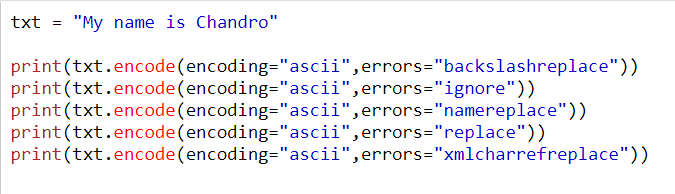 txt = "My name is Chandro"
print(txt.encode(encoding="ascii",errors="backslashreplace"))
print(txt.encode(encoding="ascii",errors="ignore"))
print(txt.encode(encoding="ascii",errors="namereplace"))
print(txt.encode(encoding="ascii",errors="replace"))
print(txt.encode(encoding="ascii",errors="xmlcharrefreplace"))